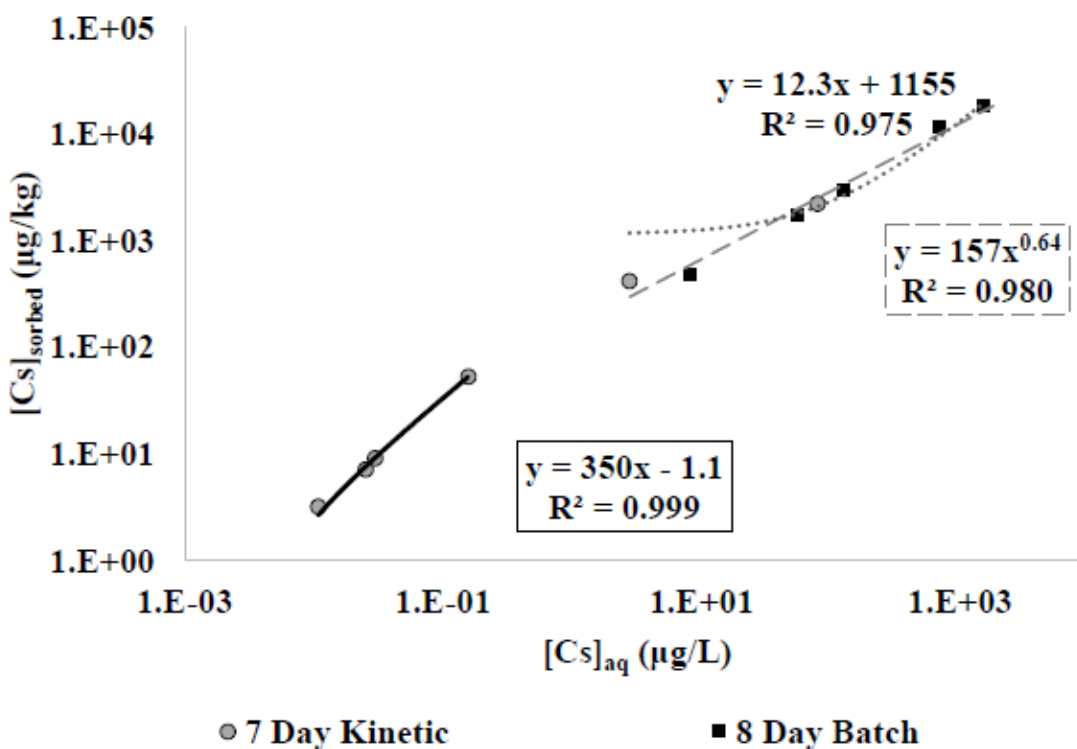 1.E+05
1.E+04
1.E+03
1.E+02
1.E+01
1.E+00
[Cs]sorbed (µg/kg)
y = 12.3x + 1155
R² = 0.975
y = 157x^0.64
R² = 0.980
y = 350x - 1.1
R² = 0.999
1.E-03 1.E-01 1.E+01 1.E+03
[Cs]aq (µg/L)
7 Day Kinetic 8 Day Batch